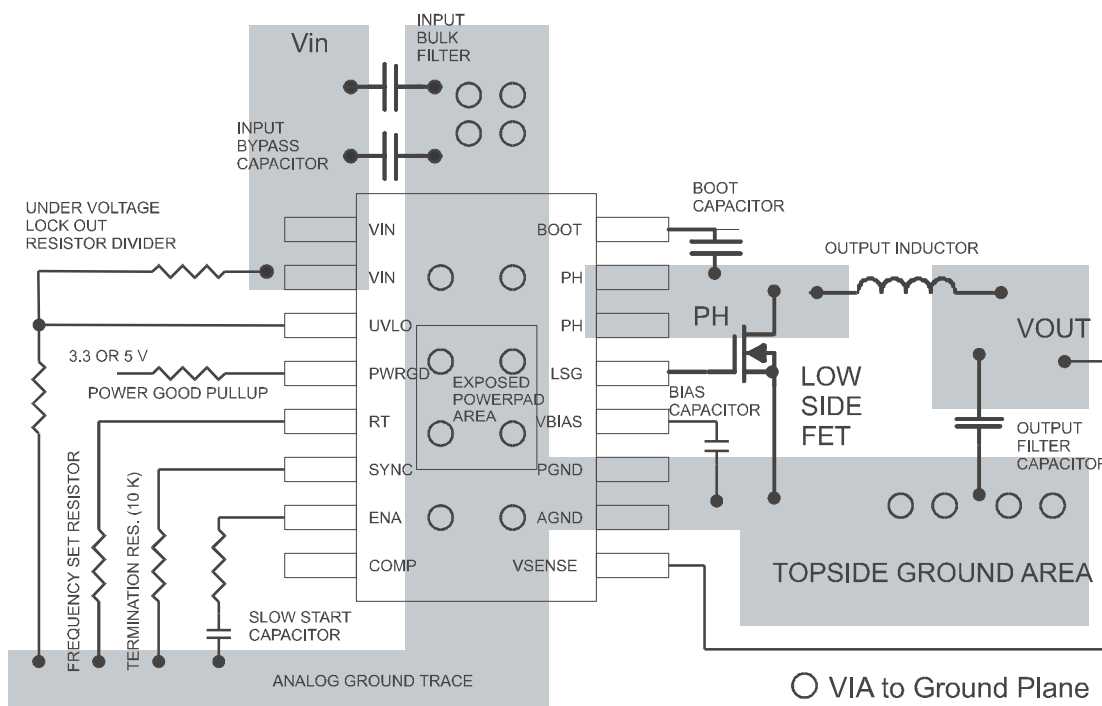 INPUT
BULK
FILTER
Vin
INPUT
BYPASS
CAPACITOR
BOOT
CAPACITOR
UNDER VOLTAGE
LOCK OUT
RESISTOR DIVIDER
OUTPUT INDUCTOR
VIN
VIN
UVLO
PWRGD
RT
SYNC
ENA
COMP
BOOT
PH
PH
LSG
VBIAS
PGND
AGND
VSENSE
EXPOSED
POWERPAD
AREA
3.3 OR 5 V
POWER GOOD PULLUP
PH
VOUT
BIAS
CAPACITOR
LOW
SIDE
FET
OUTPUT
FILTER
CAPACITOR
FREQUENCY SET RESISTOR
TERMINATION RES. (10 K)
SLOW START
CAPACITOR
TOPSIDE GROUND AREA
ANALOG GROUND TRACE
VIA to Ground Plane